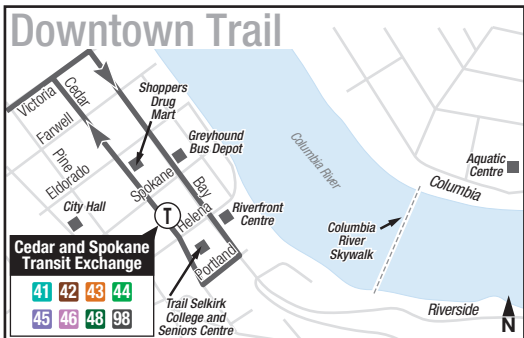 Downtown Trail
Victoria
Cedar
Farwell
Pine
Eldorado
Shoppers
Drug
Mart
Greyhound
Bus Depot
Spokane
Bay
Helena
Portland
City Hall
T
Riverfront
Centre
Columbia River
Aquatic
Centre
Columbia
Columbia
River
Skywalk
Cedar and Spokane
Transit Exchange
41 42 43 44
45 46 48 98
Trail Selkirk
College and
Seniors Centre
Riverside
N